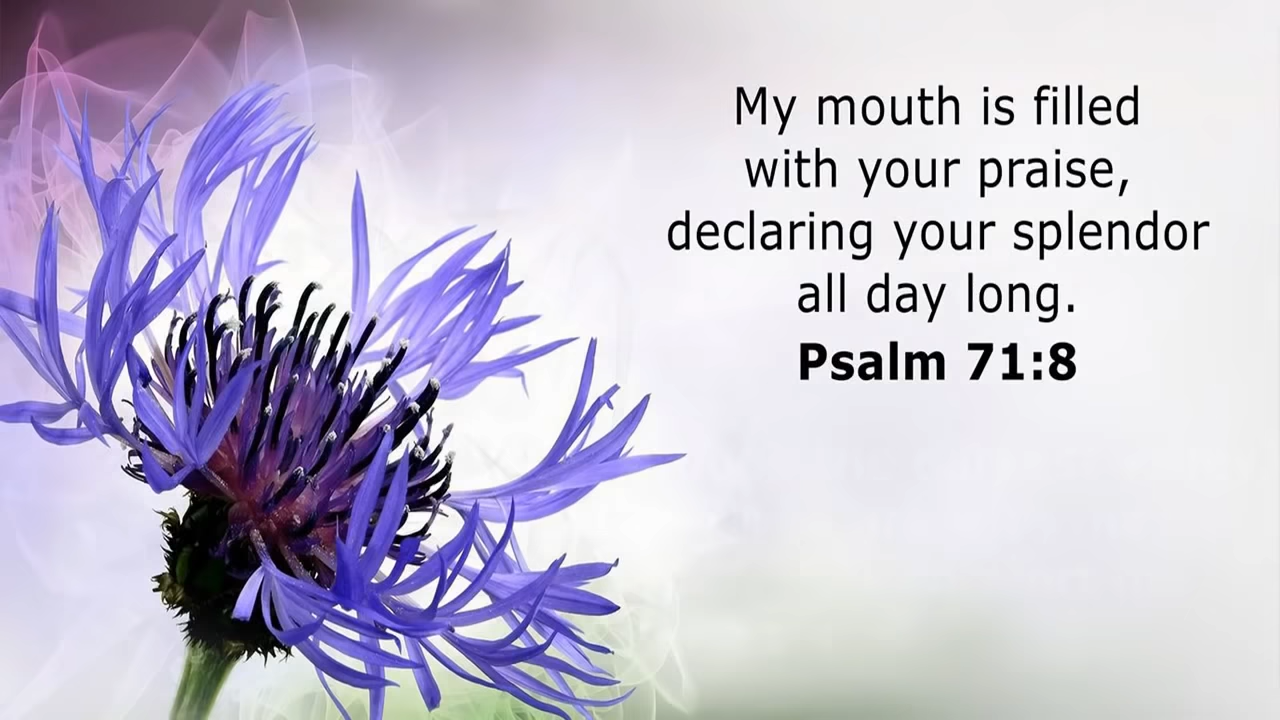 My mouth is filled
with your praise,
declaring your splendor
all day long.
Psalm 71:8